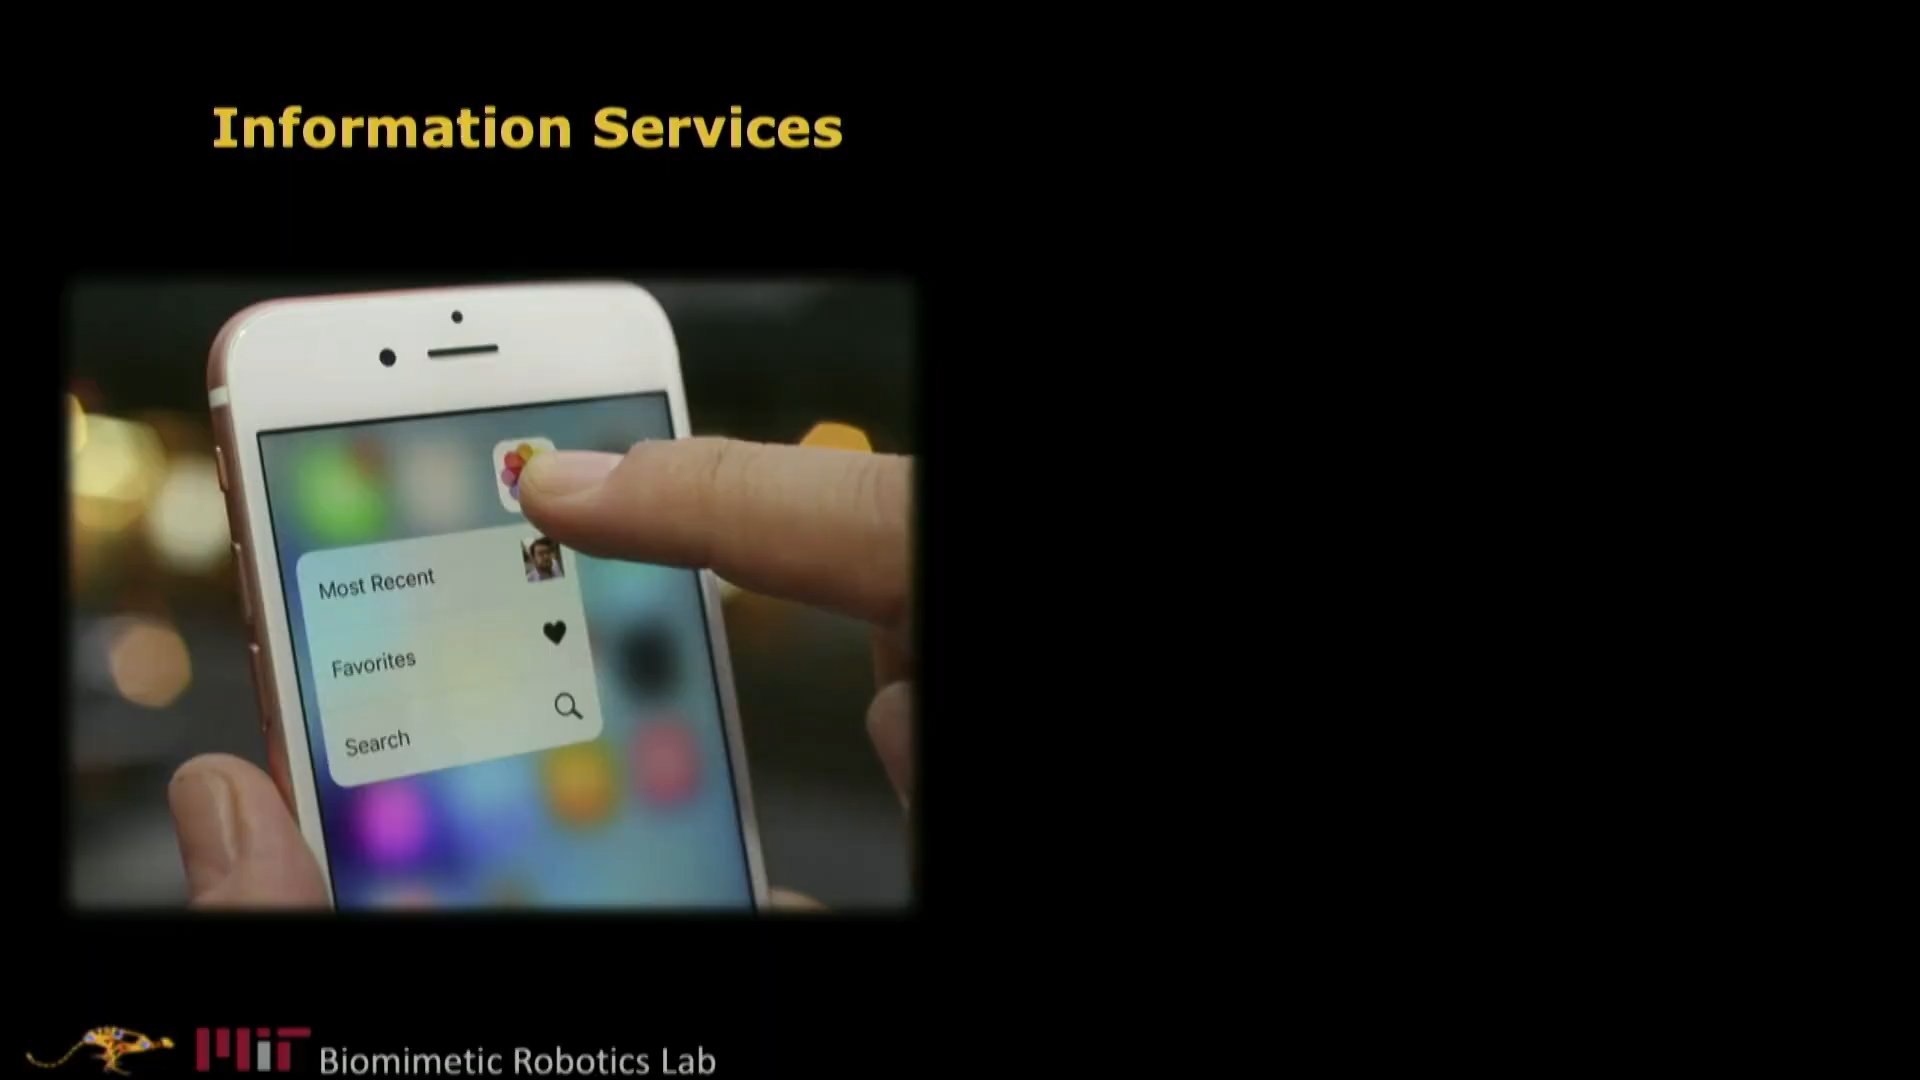 Information Services
Most Recent
Favorites
Search
MIT Biomimetic Robotics Lab